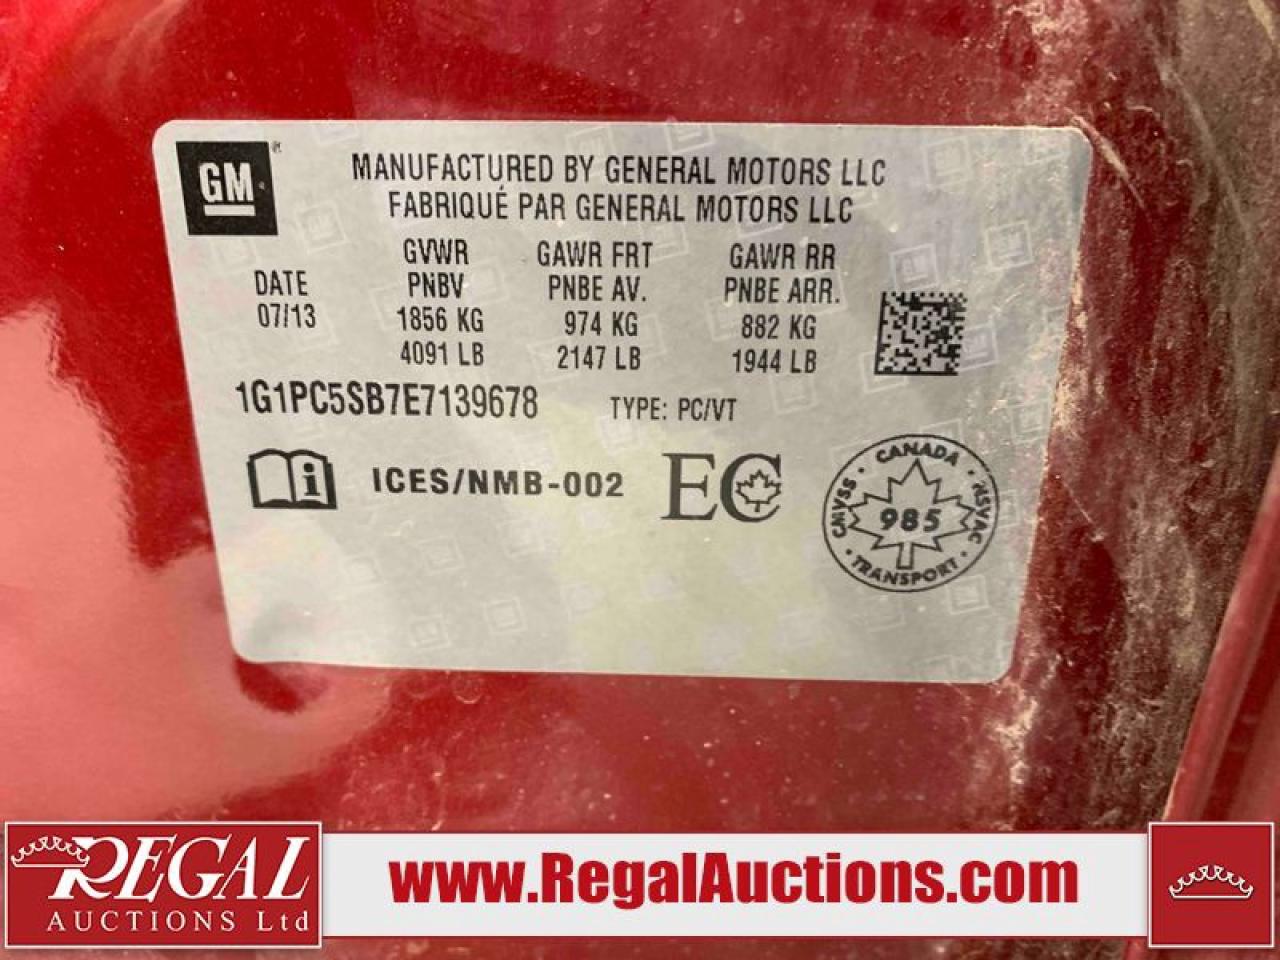 GM
MANUFACTURED BY GENERAL MOTORS LLC
FABRIQUÉ PAR GENERAL MOTORS LLC
DATE
07/13
GVWR
PNBV
1856 KG
4091 LB
GAWR FRT
PNBE AV.
974 KG
2147 LB
GAWR RR
PNBE ARR.
882 KG
1944 LB
1G1PC5SB7E7139678 TYPE: PC/VT
i ICES/NMB-002 EC
CANADA
CMVSS
985
NSVAC
TRANSPORT
REGAL
AUCTIONS Ltd
www.RegalAuctions.com